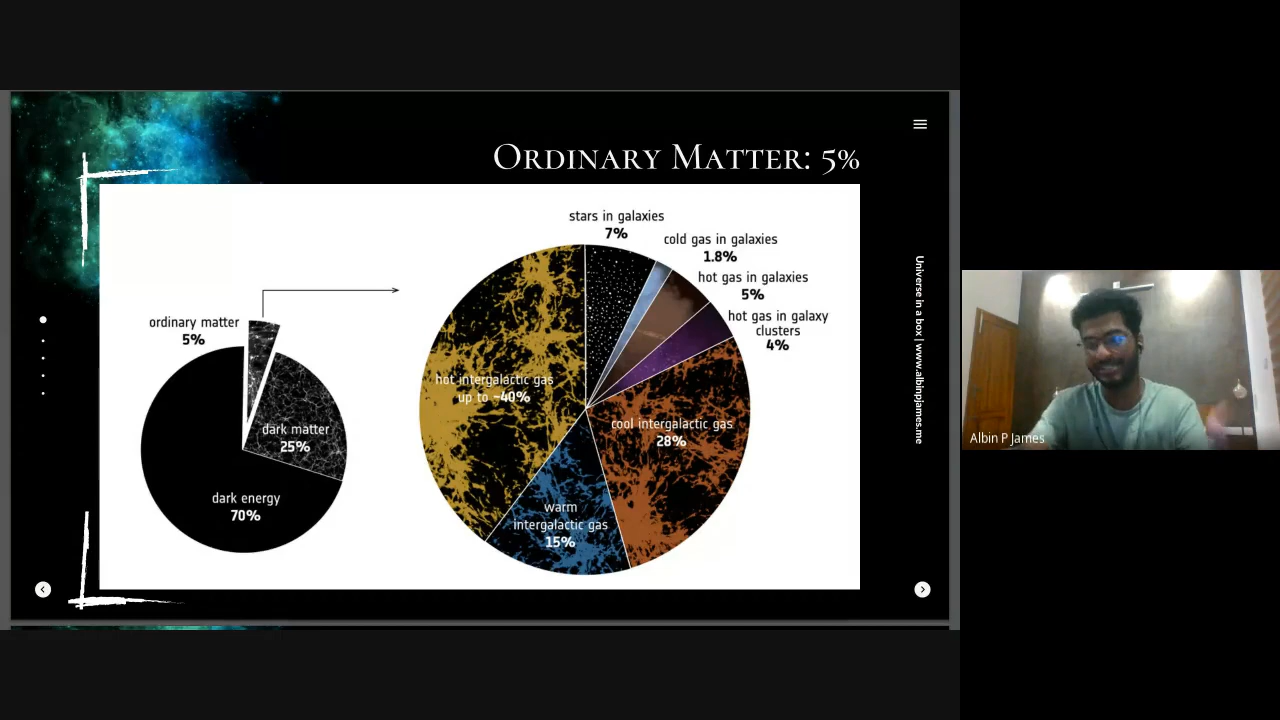 ORDINARY MATTER: 5%
stars in galaxies
7%
cold gas in galaxies
1.8%
hot gas in galaxies
5%
hot gas in galaxy
clusters
4%
ordinary matter
5%
hot intergalactic gas
up to ~40%
cool intergalactic gas
28%
dark matter
25%
dark energy
70%
warm
intergalactic gas
15%
Universe in a box | www.albinpjames.me
Albin P James